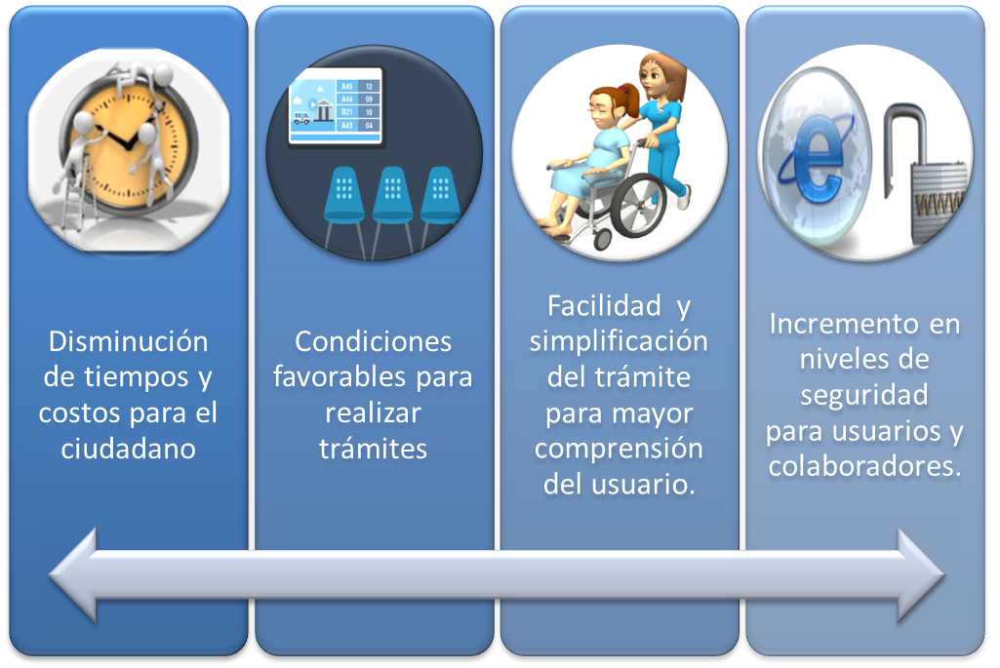 A45 12
A44 09
B21 10
A43 04
e
Disminución
de tiempos y
costos para el
ciudadano
Condiciones
favorables para
realizar
trámites
Facilidad y
simplificación
del trámite
para mayor
comprensión
del usuario.
Incremento en
niveles de
seguridad
para usuarios y
colaboradores.